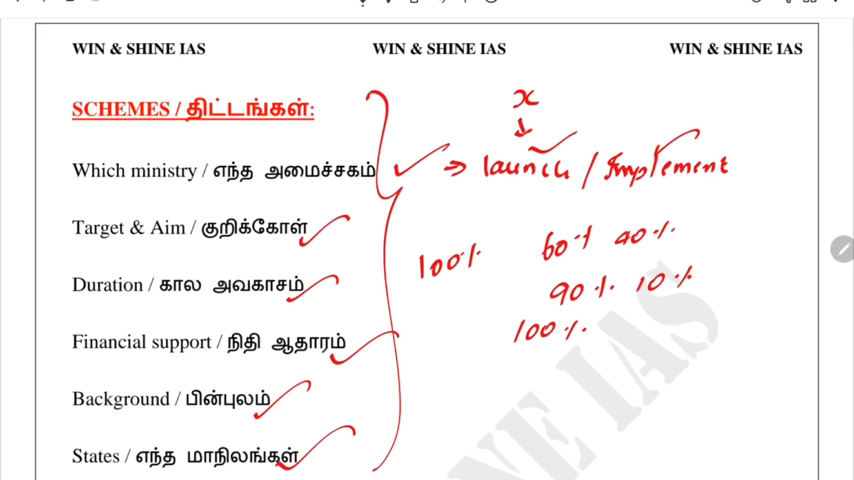 WIN & SHINE IAS WIN & SHINE IAS WIN & SHINE IAS
SCHEMES / திட்டங்கள்:
x
Which ministry / எந்த அமைச்சகம் → Launch / Implement
Target & Aim / குறிக்கோள்
60% 40%
100%
Duration / கால அவகாசம்
90% 10%
100%
Financial support / நிதி ஆதாரம்
Background / பின்புலம்
States / எந்த மாநிலங்கள்
SHINE IAS